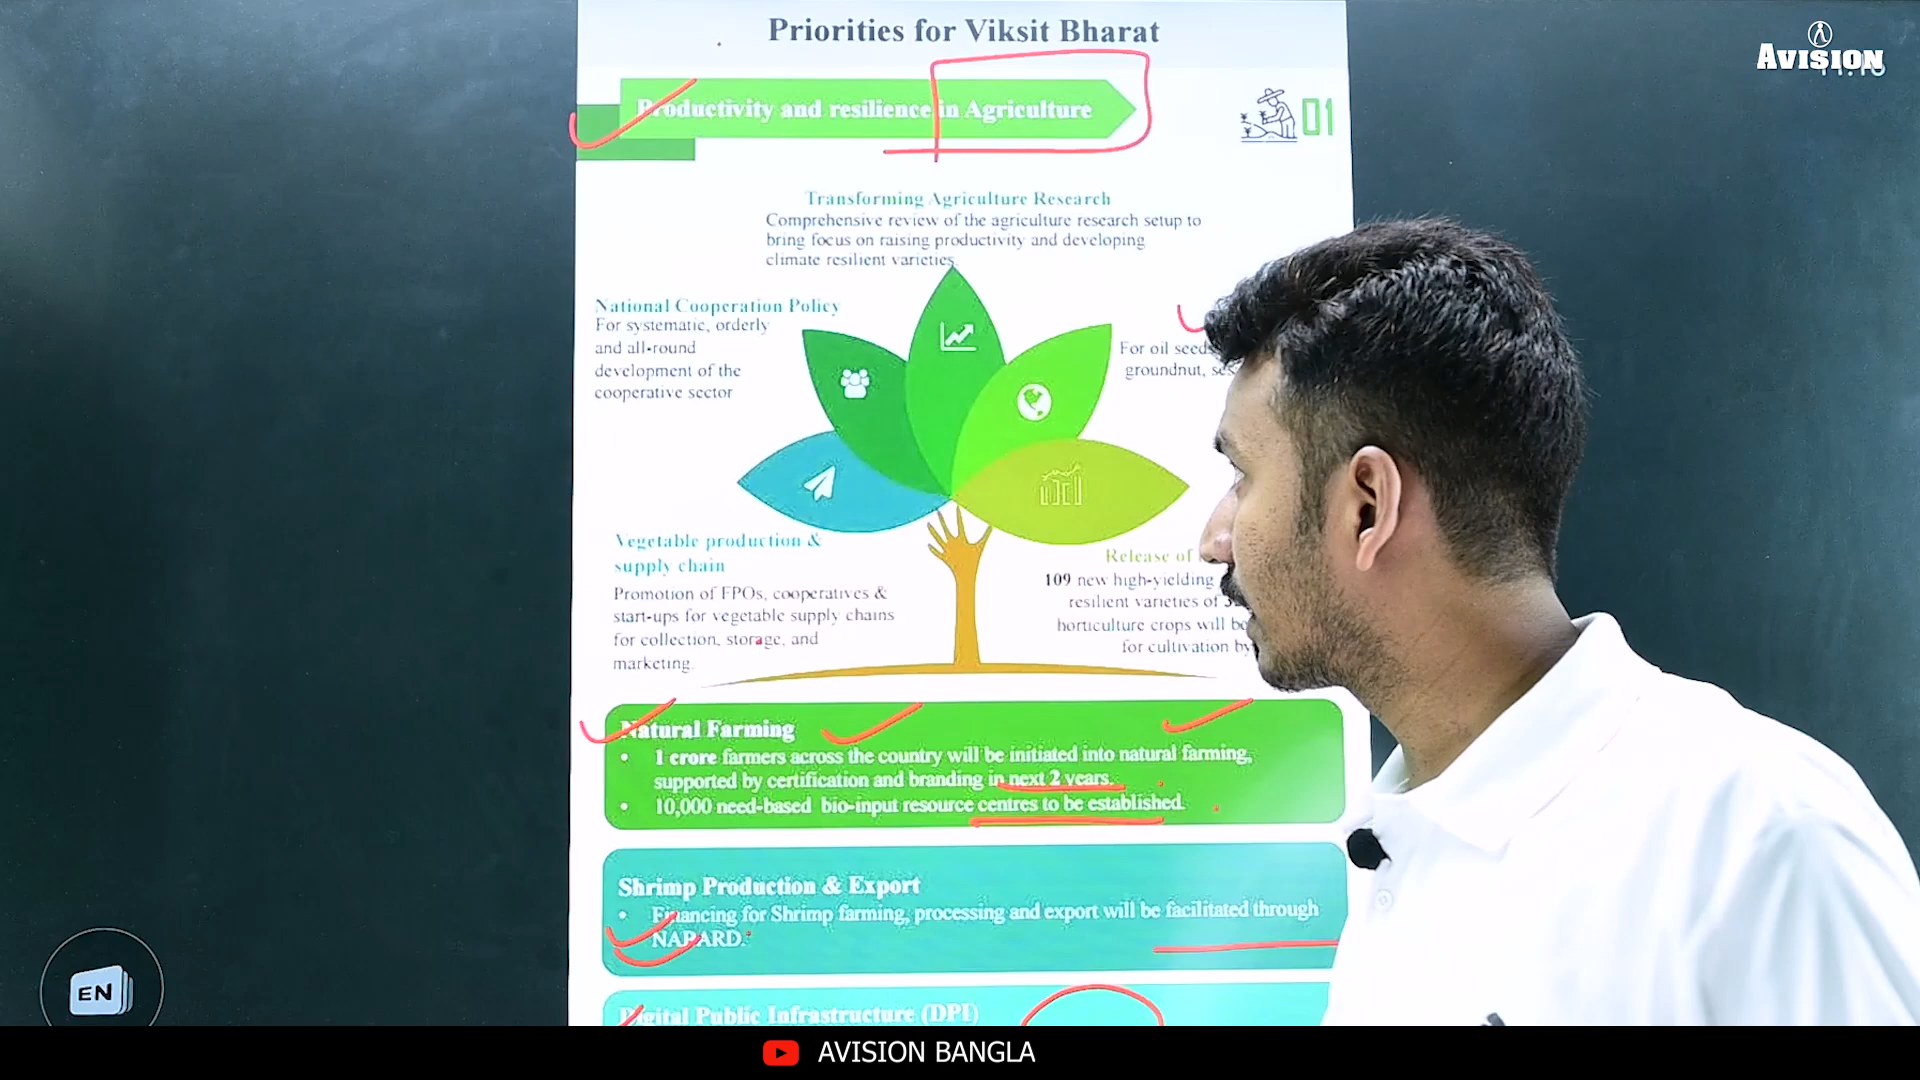 Priorities for Viksit Bharat
AVISION
Productivity and resilience in Agriculture
01
Transforming Agriculture Research
Comprehensive review of the agriculture research setup to
bring focus on raising productivity and developing
climate resilient varieties.
National Cooperation Policy
For systematic, orderly
and all-round
development of the
cooperative sector
For oil seeds
groundnut,
Vegetable production &
supply chain
Promotion of FPOs, cooperatives &
start-ups for vegetable supply chains
for collection, storage, and
marketing.
Release of
109 new high-yielding
resilient varieties of
horticulture crops will be
for cultivation by
Natural Farming
• 1 crore farmers across the country will be initiated into natural farming,
supported by certification and branding in next 2 years.
• 10,000 need-based bio-input resource centres to be established.
Shrimp Production & Export
• Financing for Shrimp farming, processing and export will be facilitated through
NABARD.
Digital Public Infrastructure (DPI)
EN
AVISION BANGLA